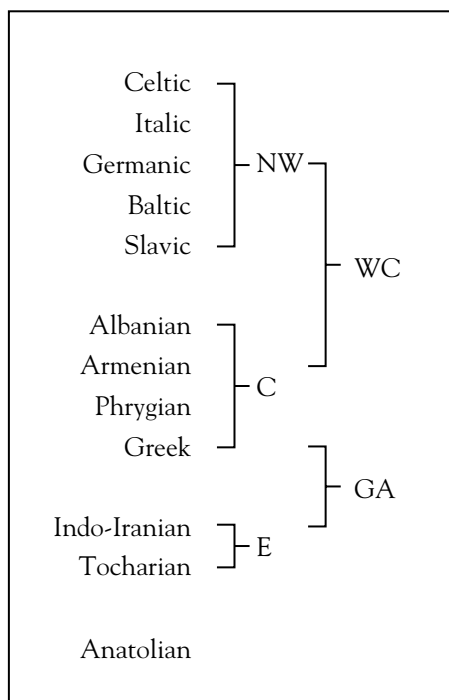 Celtic
Italic
Germanic NW
Baltic
Slavic
WC
Albanian
Armenian
C
Phrygian
Greek
GA
Indo-Iranian
E
Tocharian
Anatolian